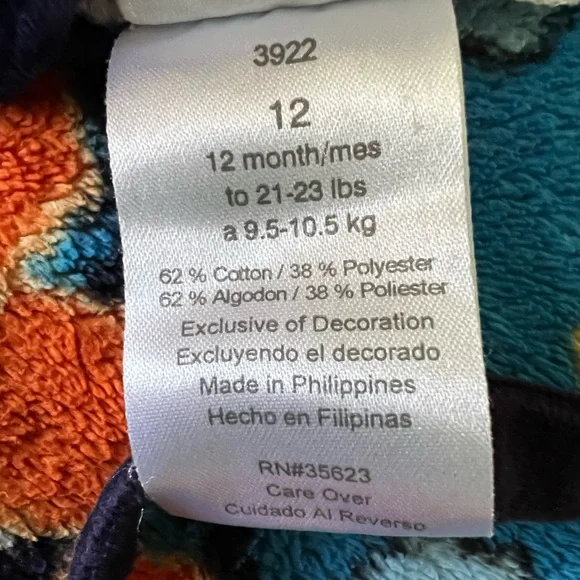 3922
12
12 month/mes
to 21-23 lbs
a 9.5-10.5 kg
62 % Cotton / 38 % Polyester
62 % Algodon / 38 % Poliester
Exclusive of Decoration
Excluyendo el decorado
Made in Philippines
Hecho en Filipinas
RN#35623
Care Over
Cuidado Al Reverso